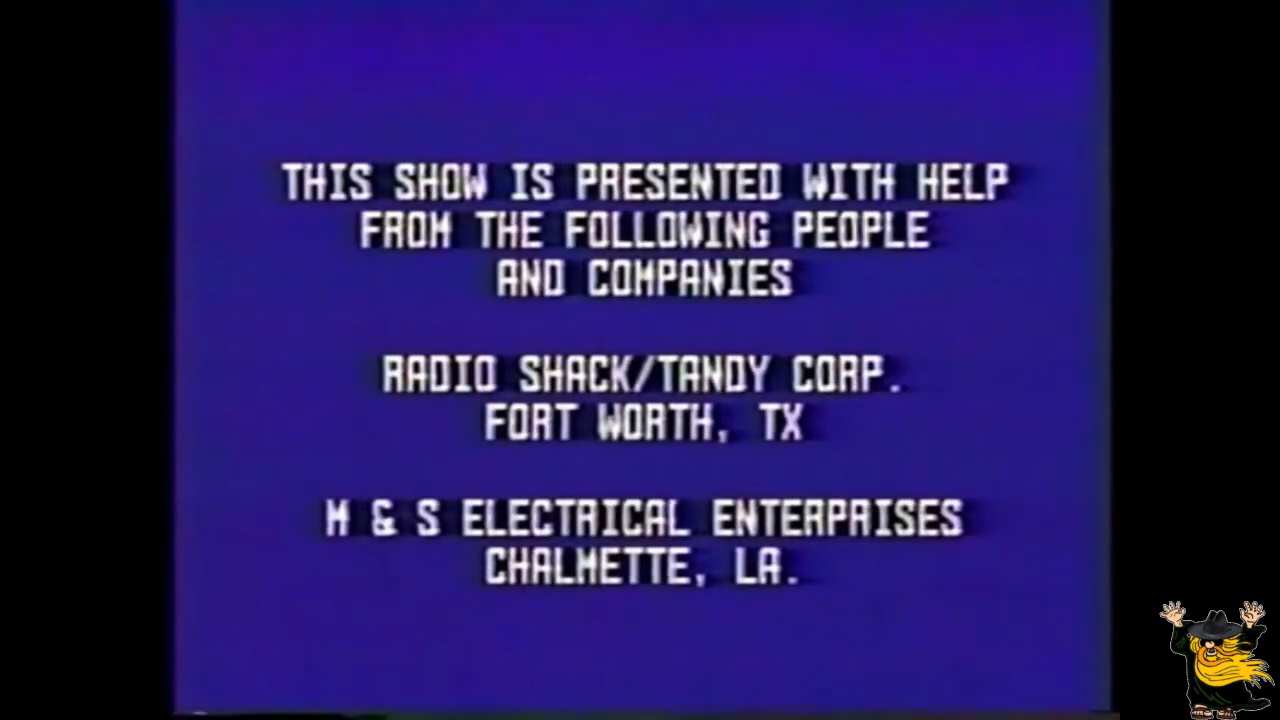 THIS SHOW IS PRESENTED WITH HELP
FROM THE FOLLOWING PEOPLE
AND COMPANIES
RADIO SHACK/TANDY CORP.
FORT WORTH, TX
M & S ELECTRICAL ENTERPRISES
CHALMETTE, LA.